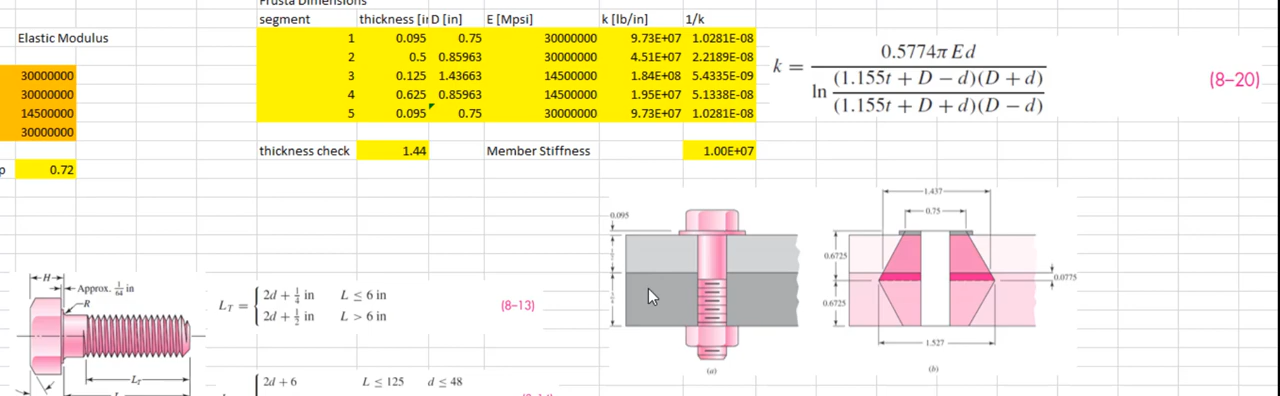 Frusta Dimensions
segment thickness [ir D [in] E [Mpsi] k [lb/in] 1/k
Elastic Modulus
1 0.095 0.75 30000000 9.73E+07 1.0281E-08
2 0.5 0.85963 30000000 4.51E+07 2.2189E-08
3 0.125 1.43663 14500000 1.84E+08 5.4335E-09
4 0.625 0.85963 14500000 1.95E+07 5.1338E-08
5 0.095 0.75 30000000 9.73E+07 1.0281E-08
30000000
30000000
14500000
30000000
k = 0.5774π Ed
ln (1.155t + D − d)(D + d)
(1.155t + D + d)(D − d)
(8–20)
thickness check 1.44 Member Stiffness 1.00E+07
p 0.72
1.437
0.75
0.095
0.6725
0.0775
0.6725
1.527
(a)
(b)
H
Approx. 1/64 in
R
L_T
L_T = { 2d + 1/4 in L ≤ 6 in
2d + 1/2 in L > 6 in
(8–13)
2d + 6 L ≤ 125 d ≤ 48